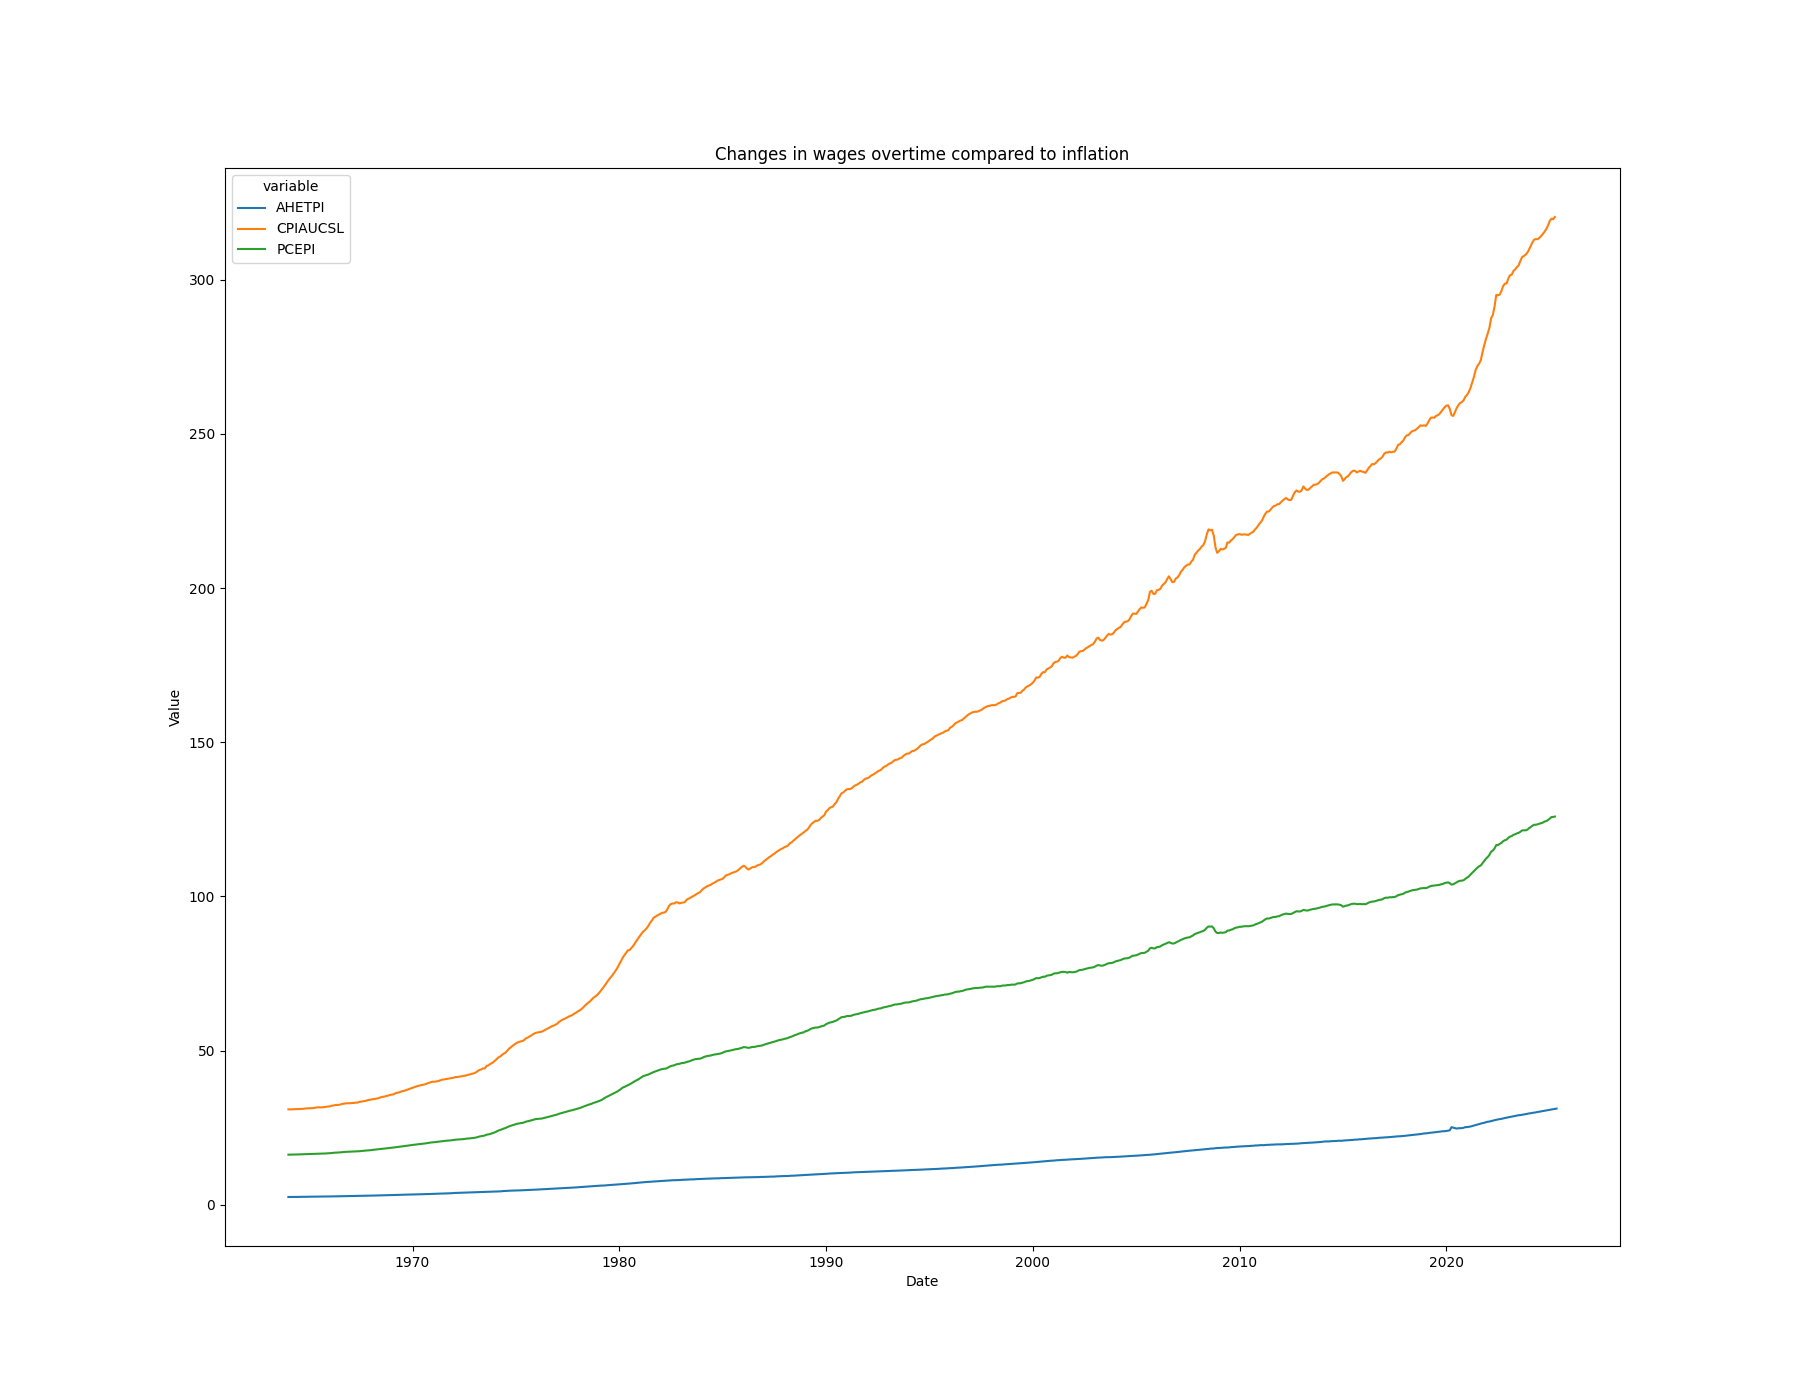 Changes in wages overtime compared to inflation
variable
AHETPI
CPIAUCSL
PCEPI
300
250
200
150
100
50
0
Value
1970 1980 1990 2000 2010 2020
Date